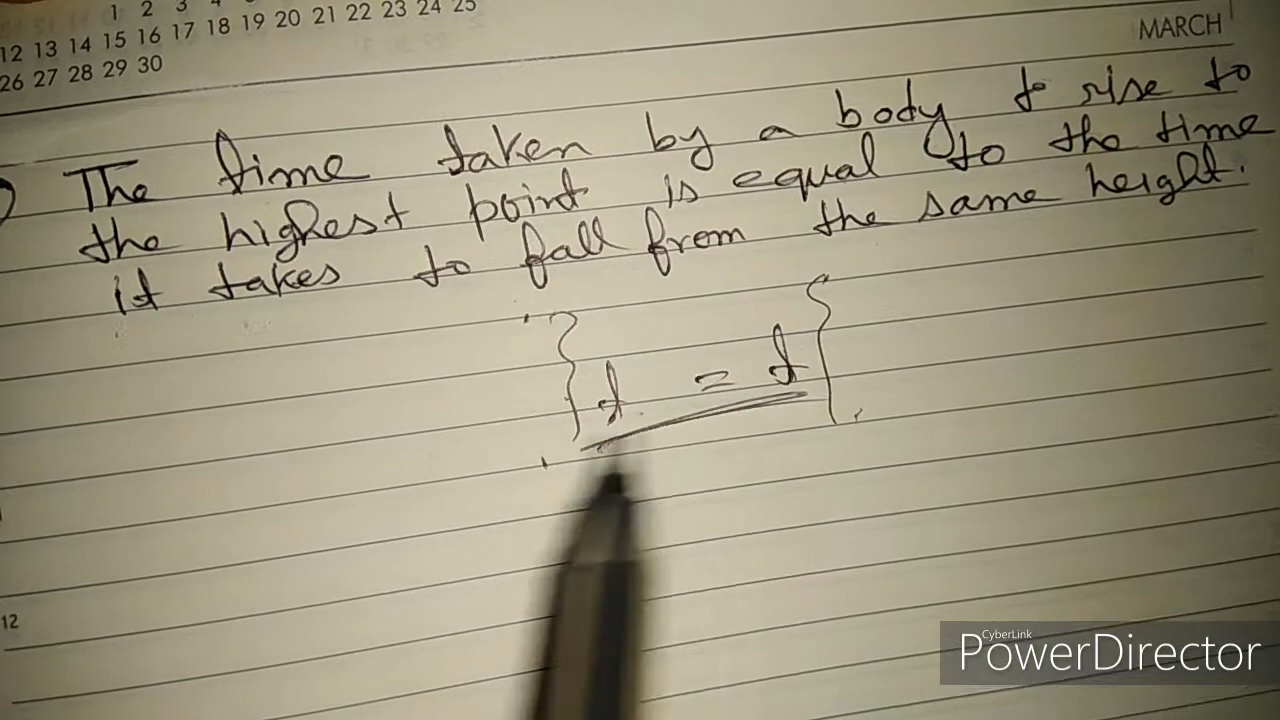 1 2 3 4
12 13 14 15 16 17 18 19 20 21 22 23 24 25
26 27 28 29 30
MARCH
The time taken by a body to rise to
the highest point is equal to the time
it takes to fall from the same height.
t = t
12
CyberLink
PowerDirector